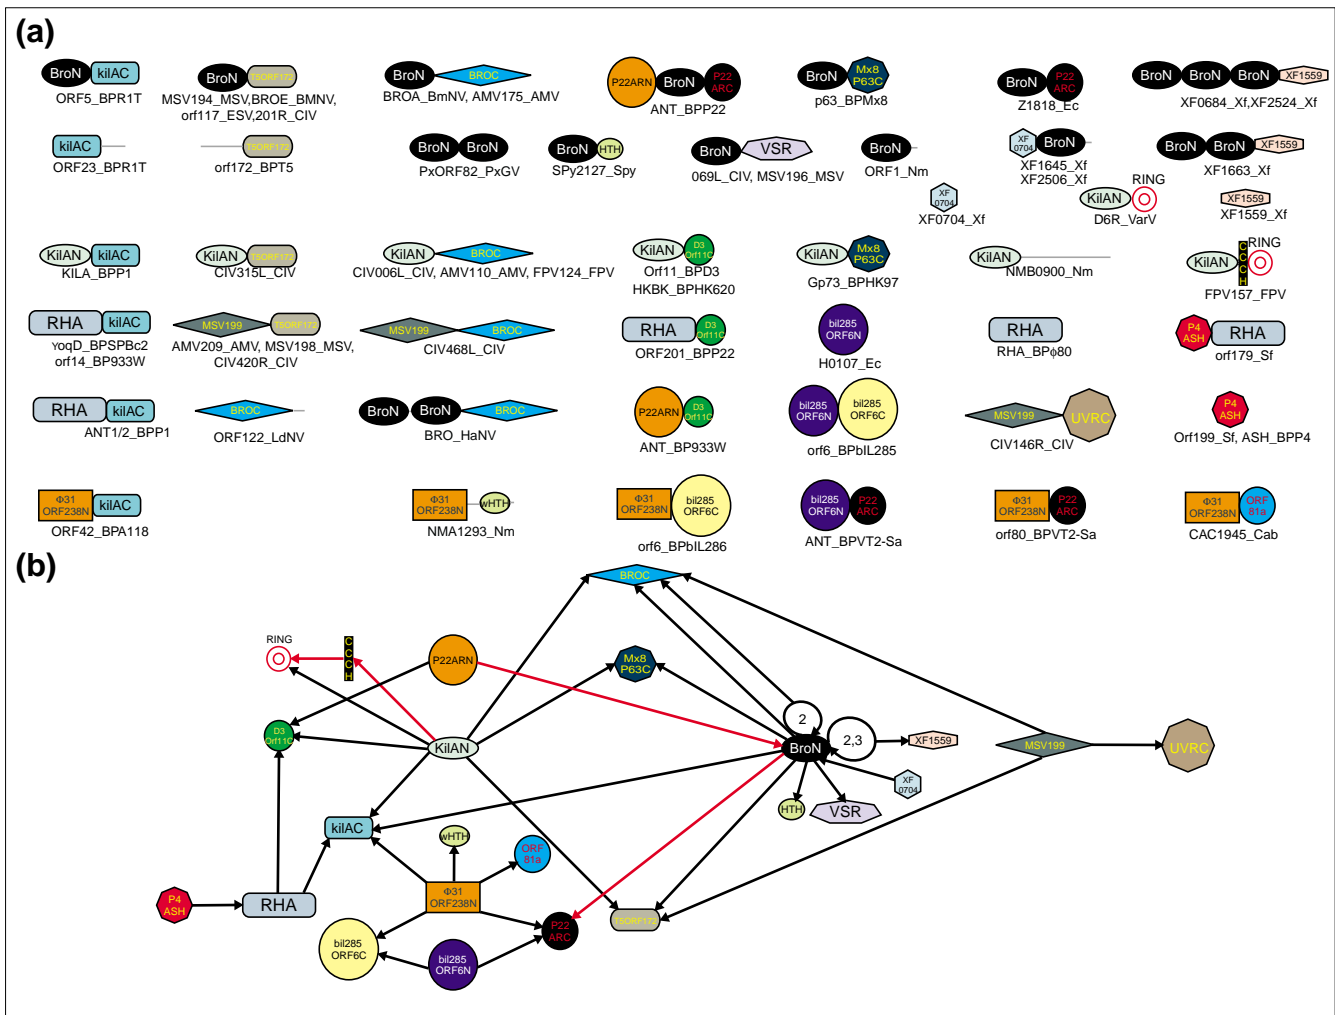 (a)
BroN kilAC
ORF5_BPR1T
BroN T5ORF172
MSV194_MSV,BROE_BMNV,
orf117_ESV,201R_CIV
BroN BROC
BROA_BmNV, AMV175_AMV
P22ARN BroN P22 ARC
ANT_BPP22
BroN Mx8 P63C
p63_BPMx8
BroN P22 ARC
Z1818_Ec
BroN BroN BroN XF1559
XF0684_Xf,XF2524_Xf
kilAC
ORF23_BPR1T
T5ORF172
orf172_BPT5
BroN BroN
PxORF82_PxGV
BroN HTH
SPy2127_Spy
BroN VSR
069L_CIV, MSV196_MSV
BroN
ORF1_Nm
XF 0704 BroN
XF1645_Xf
XF2506_Xf
BroN BroN XF1559
XF1663_Xf
XF 0704
XF0704_Xf
RING
KilAN
D6R_VarV
XF1559
XF1559_Xf
KilAN kilAC
KILA_BPP1
KilAN T5ORF172
CIV315L_CIV
KilAN BROC
CIV006L_CIV, AMV110_AMV, FPV124_FPV
KilAN D3 Orf11C
Orf11_BPD3
HKBK_BPHK620
KilAN Mx8 P63C
Gp73_BPHK97
KilAN
NMB0900_Nm
RING
KilAN CCCH
FPV157_FPV
RHA kilAC
YoqD_BPSPBc2
orf14_BP933W
MSV199 T5ORF172
AMV209_AMV, MSV198_MSV,
CIV420R_CIV
MSV199 BROC
CIV468L_CIV
RHA D3 Orf11C
ORF201_BPP22
bil285 ORF6N
H0107_Ec
RHA
RHA_BPϕ80
P4 ASH RHA
orf179_Sf
RHA kilAC
ANT1/2_BPP1
BROC
ORF122_LdNV
BroN BroN BROC
BRO_HaNV
P22ARN D3 Orf11C
ANT_BP933W
bil285 ORF6N bil285 ORF6C
orf6_BPbIL285
MSV199 UVRC
CIV146R_CIV
P4 ASH
Orf199_Sf, ASH_BPP4
Φ31 ORF238N kilAC
ORF42_BPA118
Φ31 ORF238N wHTH
NMA1293_Nm
Φ31 ORF238N bil285 ORF6C
orf6_BPbIL286
bil285 ORF6N P22 ARC
ANT_BPVT2-Sa
Φ31 ORF238N P22 ARC
orf80_BPVT2-Sa
Φ31 ORF238N ORF 81a
CAC1945_Cab
(b)
BROC
RING
CCCH
P22ARN
Mx8
P63C
2
2,3
D3
Orf11C
KilAN
BroN
XF1559
MSV199
UVRC
XF
0704
HTH
VSR
kilAC
wHTH
ORF
81a
P4
ASH
RHA
Φ31
ORF238N
P22
ARC
T5ORF172
bil285
ORF6C
bil285
ORF6N